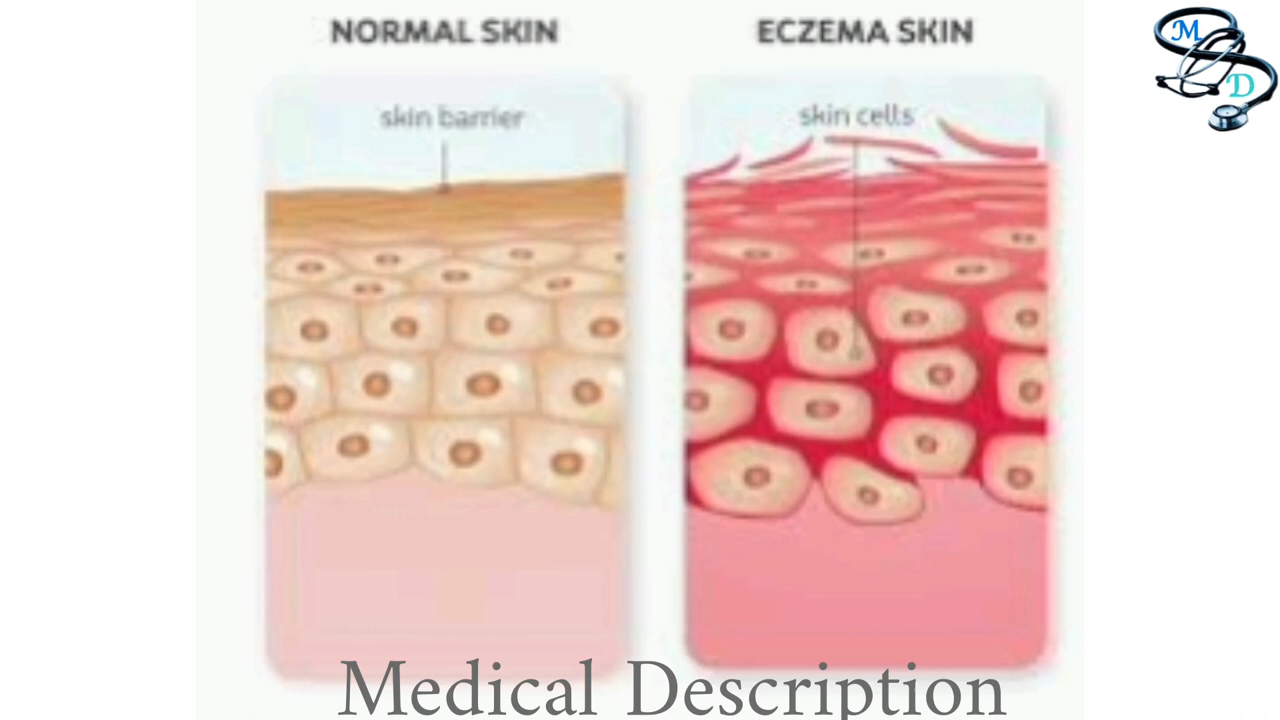 NORMAL SKIN
ECZEMA SKIN
skin barrier
skin cells
M
D
Medical Description